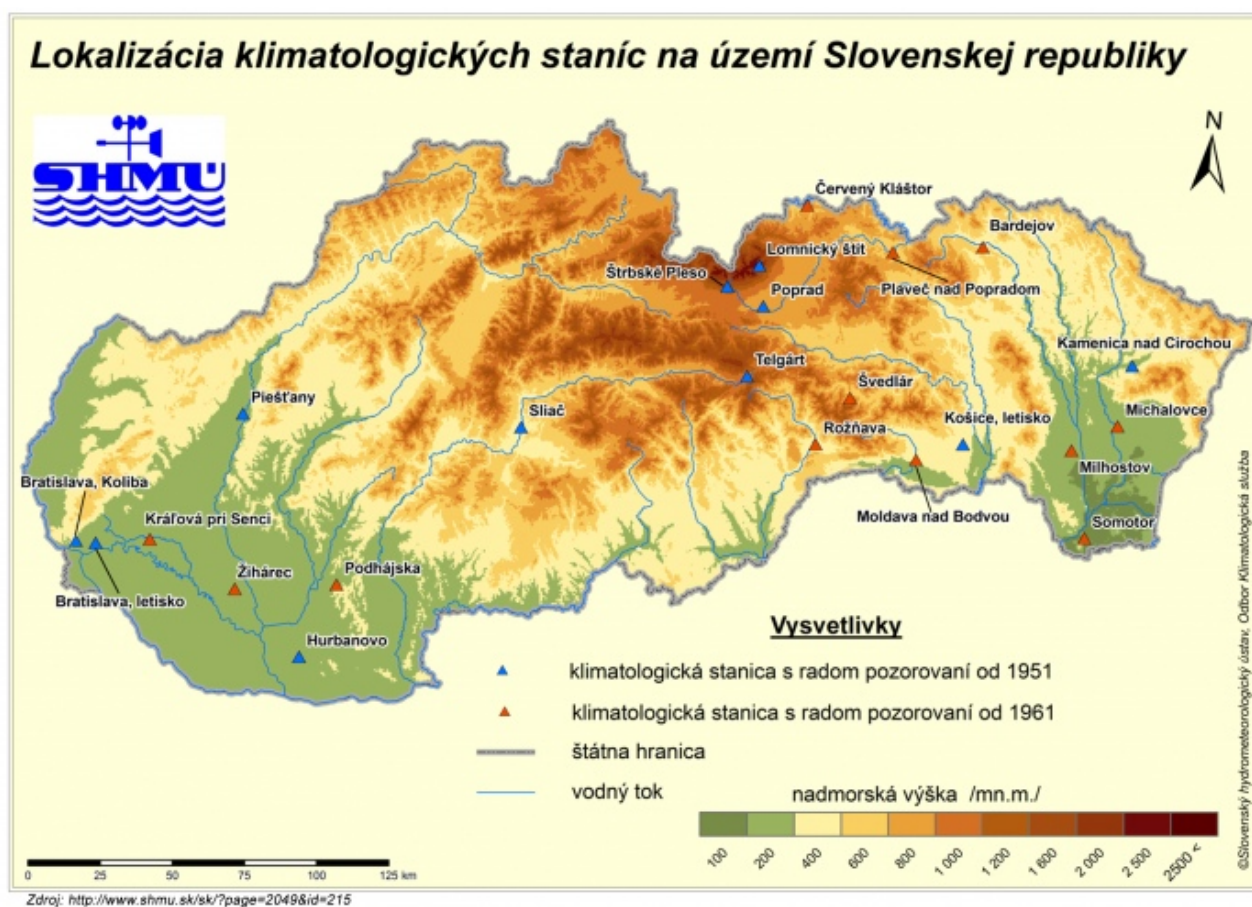 Lokalizácia klimatologických staníc na území Slovenskej republiky
SHMÚ
N
Červený Kláštor
Bardejov
Lomnický štít
Štrbské Pleso
Plaveč nad Popradom
Poprad
Kamenica nad Cirochou
Telgárt
Švedlár
Piešťany
Sliač
Michalovce
Košice, letisko
Rožňava
Milhostov
Bratislava, Koliba
Moldava nad Bodvou
Kráľová pri Senci
Somotor
Podhájska
Žihárec
Bratislava, letisko
Hurbanovo
Vysvetlivky
klimatologická stanica s radom pozorovaní od 1951
klimatologická stanica s radom pozorovaní od 1961
štátna hranica
vodný tok
nadmorská výška /mn.m./
100 200 400 600 800 1 000 1 200 1 600 2 000 2 500 2500 <
0 25 50 75 100 125 km
©Slovenský hydrometeorologický ústav, Odbor Klimatologická služba
Zdroj: http://www.shmu.sk/sk/?page=2049&id=215